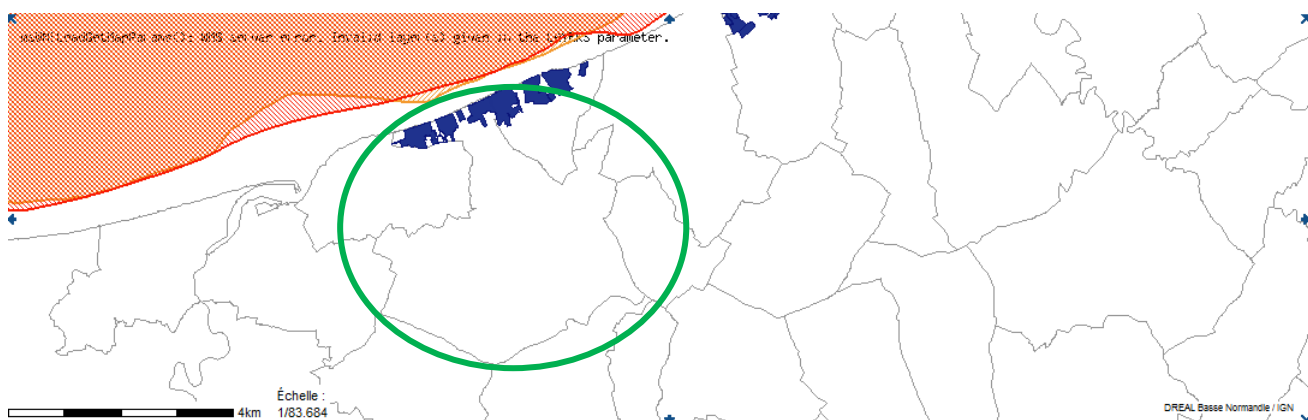 msWMSLoadGetMapParams(): WMS server error. Invalid layer(s) given in the LAYERS parameter.
Échelle :
4km 1/83.684
DREAL Basse Normandie / IGN